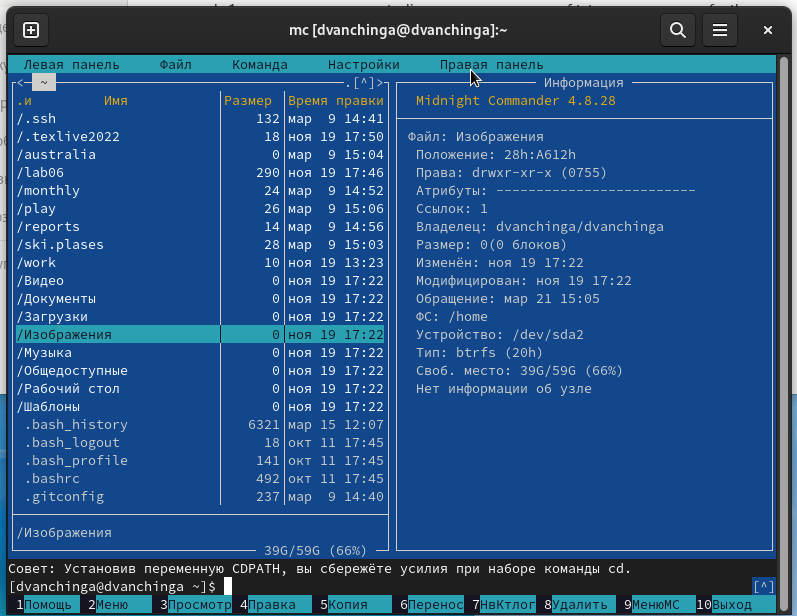 mc [dvanchinga@dvanchinga]:~
Левая панель Файл Команда Настройки Правая панель
<─ ~ .[^]>
.и Имя Размер Время правки
/.ssh 132 мар 9 14:41
/.texlive2022 18 ноя 19 17:50
/australia 0 мар 9 15:04
/lab06 290 ноя 19 17:46
/monthly 24 мар 9 14:52
/play 26 мар 9 15:06
/reports 14 мар 9 14:56
/ski.plases 28 мар 9 15:03
/work 10 ноя 19 13:23
/Видео 0 ноя 19 17:22
/Документы 0 ноя 19 17:22
/Загрузки 0 ноя 19 17:22
/Изображения 0 ноя 19 17:22
/Музыка 0 ноя 19 17:22
/Общедоступные 0 ноя 19 17:22
/Рабочий стол 0 ноя 19 17:22
/Шаблоны 0 ноя 19 17:22
.bash_history 6321 мар 15 12:07
.bash_logout 18 окт 11 17:45
.bash_profile 141 окт 11 17:45
.bashrc 492 окт 11 17:45
.gitconfig 237 мар 9 14:40
/Изображения
39G/59G (66%)
Информация
Midnight Commander 4.8.28
Файл: Изображения
Положение: 28h:A612h
Права: drwxr-xr-x (0755)
Атрибуты: -------------------------
Ссылок: 1
Владелец: dvanchinga/dvanchinga
Размер: 0(0 блоков)
Изменён: ноя 19 17:22
Модифицирован: ноя 19 17:22
Обращение: мар 21 15:05
ФС: /home
Устройство: /dev/sda2
Тип: btrfs (20h)
Своб. место: 39G/59G (66%)
Нет информации об узле
Совет: Установив переменную CDPATH, вы сбережёте усилия при наборе команды cd.
[dvanchinga@dvanchinga ~]$ [^]
1Помощь 2Меню 3Просмотр 4Правка 5Копия 6Перенос 7НвКтлог 8Удалить 9МенюMC 10Выход